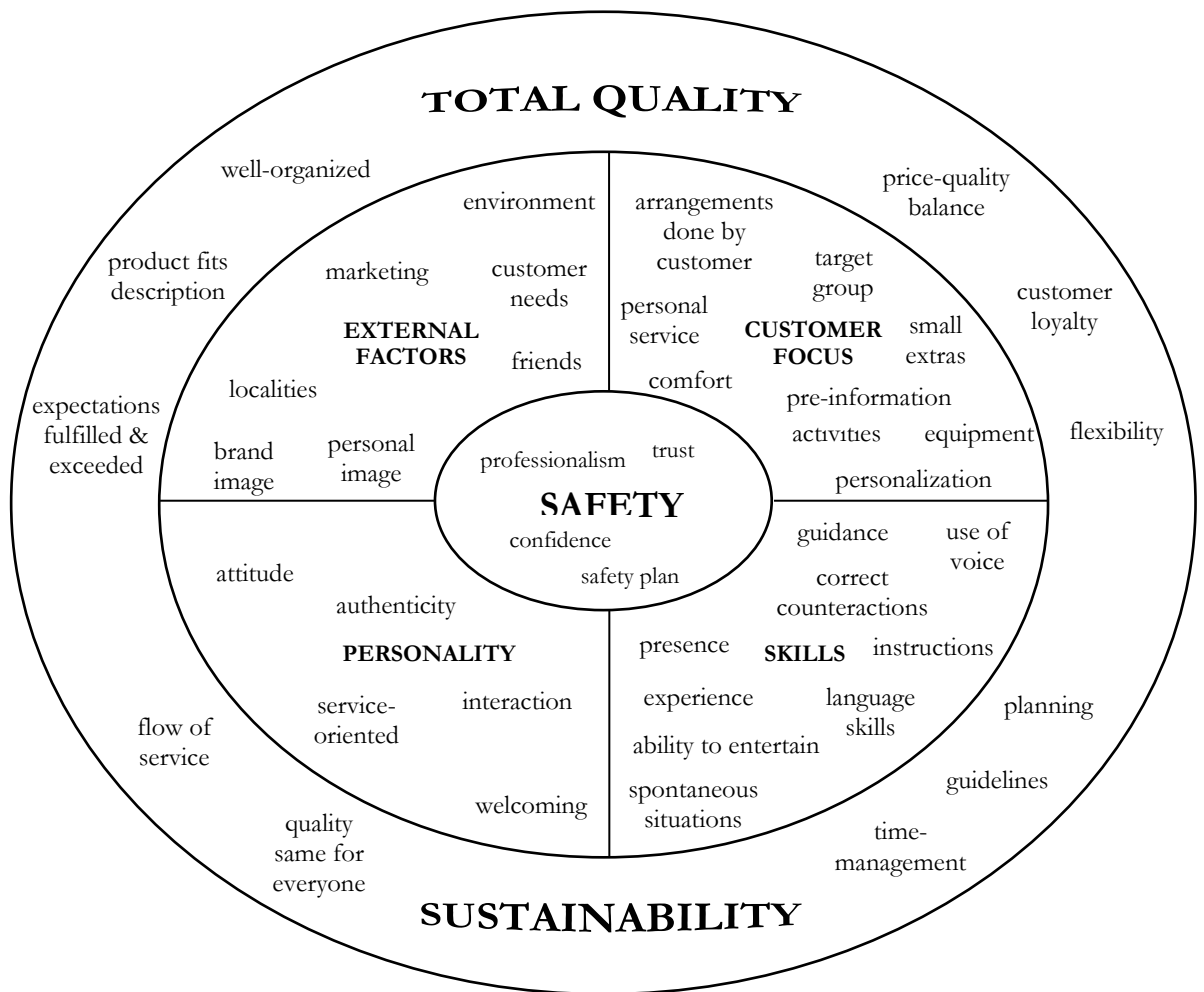 TOTAL QUALITY
well-organized
product fits
description
expectations
fulfilled &
exceeded
price-quality
balance
customer
loyalty
flexibility
environment
marketing
customer
needs
EXTERNAL
FACTORS
friends
localities
brand
image
personal
image
arrangements
done by
customer
target
group
personal
service
CUSTOMER
FOCUS
small
extras
comfort
pre-information
activities
equipment
personalization
professionalism
trust
SAFETY
confidence
safety plan
attitude
authenticity
PERSONALITY
service-
oriented
interaction
welcoming
guidance
use of
voice
correct
counteractions
presence
SKILLS
instructions
experience
language
skills
ability to entertain
spontaneous
situations
flow of
service
quality
same for
everyone
planning
guidelines
time-
management
SUSTAINABILITY